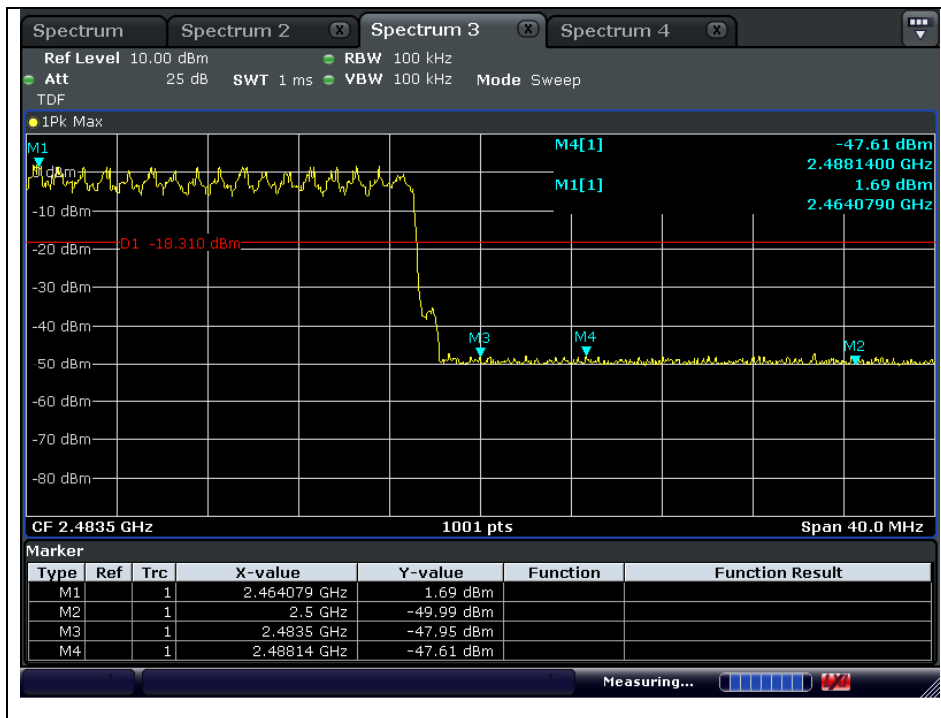 Spectrum Spectrum 2 X Spectrum 3 X Spectrum 4 X
Ref Level 10.00 dBm RBW 100 kHz
Att 25 dB SWT 1 ms VBW 100 kHz Mode Sweep
TDF
1Pk Max
M1 M4[1] -47.61 dBm
2.4881400 GHz
0 dBm M1[1] 1.69 dBm
-10 dBm 2.4640790 GHz
-20 dBm D1 -18.310 dBm
-30 dBm
-40 dBm
M3 M4 M2
-50 dBm
-60 dBm
-70 dBm
-80 dBm
CF 2.4835 GHz 1001 pts Span 40.0 MHz
Marker
Type Ref Trc X-value Y-value Function Function Result
M1 1 2.464079 GHz 1.69 dBm
M2 1 2.5 GHz -49.99 dBm
M3 1 2.4835 GHz -47.95 dBm
M4 1 2.48814 GHz -47.61 dBm
Measuring...